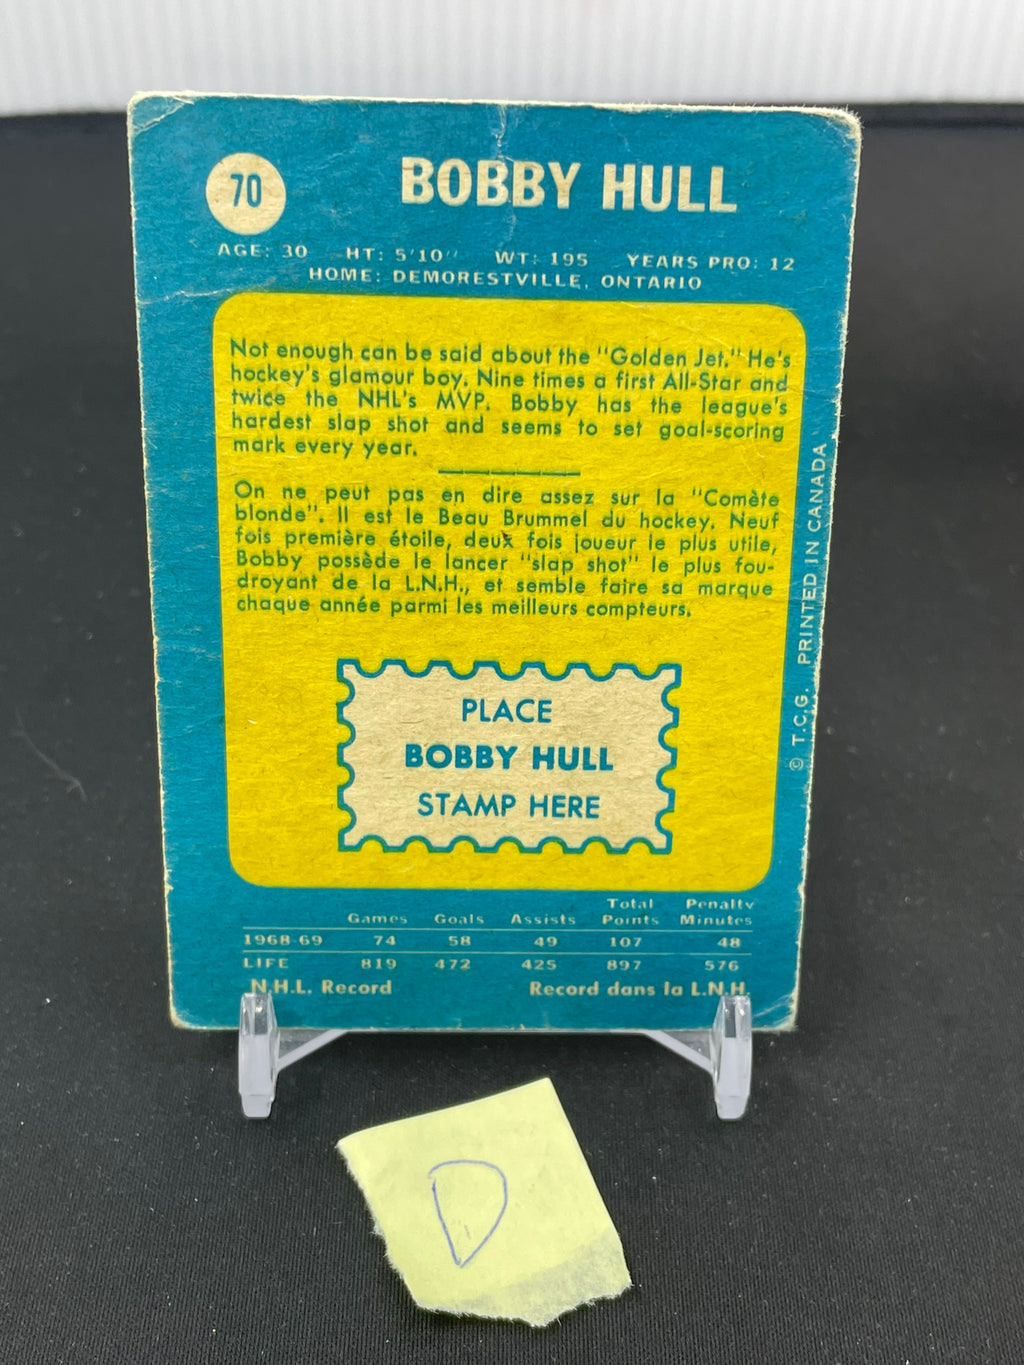 70
BOBBY HULL
AGE: 30 HT: 5'10" WT: 195 YEARS PRO: 12
HOME: DEMORESTVILLE, ONTARIO
Not enough can be said about the "Golden Jet." He's
hockey's glamour boy. Nine times a first All-Star and
twice the NHL's MVP. Bobby has the league's
hardest slap shot and seems to set goal-scoring
mark every year.
On ne peut pas en dire assez sur la "Comète
blonde". Il est le Beau Brummel du hockey. Neuf
fois première étoile, deux fois joueur le plus utile,
Bobby possède le lancer "slap shot" le plus fou-
droyant de la L.N.H., et semble faire sa marque
chaque année parmi les meilleurs compteurs.
PLACE
BOBBY HULL
STAMP HERE
© T.C.G. PRINTED IN CANADA
Games Goals Assists Total Points Penalty Minutes
1968-69 74 58 49 107 48
LIFE 819 472 425 897 576
N.H.L. Record Record dans la L.N.H.
D